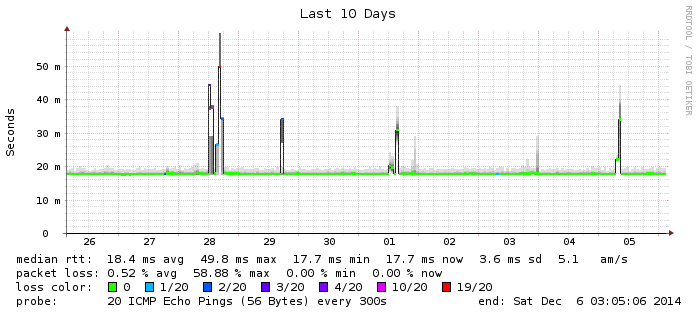 Last 10 Days
RRDTOOL / TOBI OETIKER
Seconds
50 m
40 m
30 m
20 m
10 m
0
26 27 28 29 30 01 02 03 04 05
median rtt: 18.4 ms avg 49.8 ms max 17.7 ms min 17.7 ms now 3.6 ms sd 5.1 am/s
packet loss: 0.52 % avg 58.88 % max 0.00 % min 0.00 % now
loss color: 0 1/20 2/20 3/20 4/20 10/20 19/20
probe: 20 ICMP Echo Pings (56 Bytes) every 300s end: Sat Dec 6 03:05:06 2014